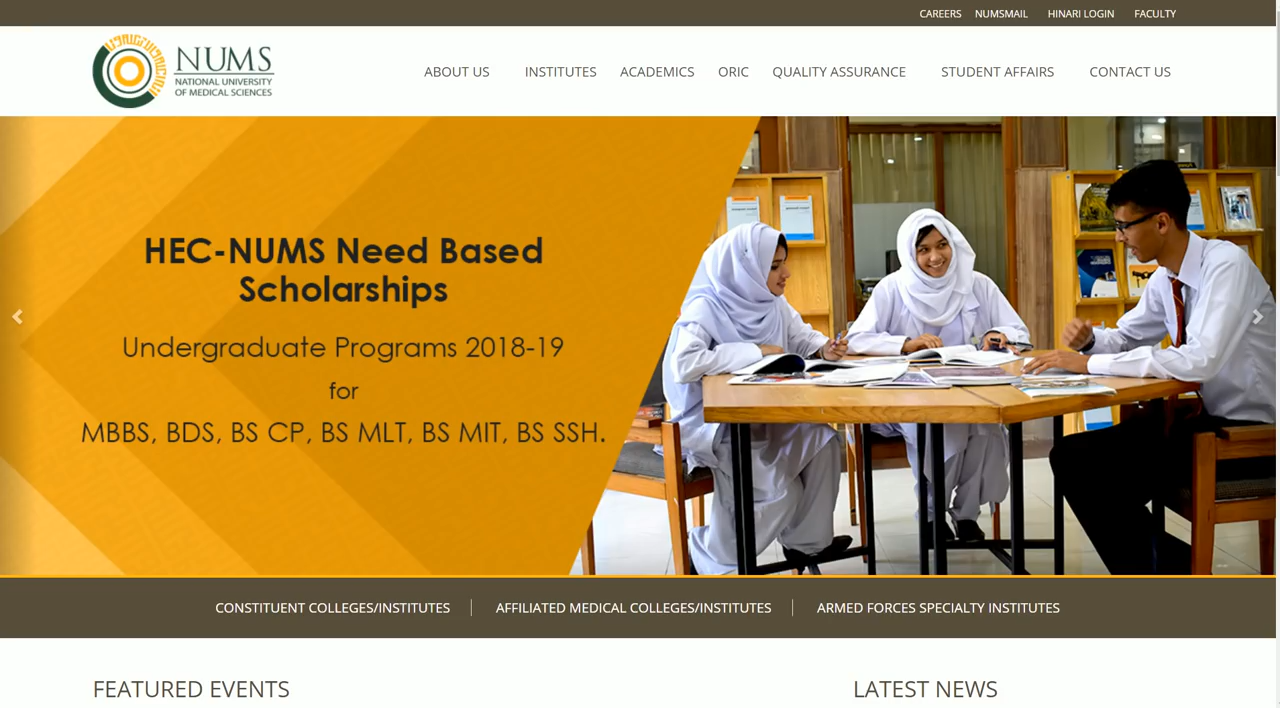 CAREERS NUMSMAIL HINARI LOGIN FACULTY
NUMS
NATIONAL UNIVERSITY
OF MEDICAL SCIENCES
ABOUT US INSTITUTES ACADEMICS ORIC QUALITY ASSURANCE STUDENT AFFAIRS CONTACT US
HEC-NUMS Need Based
Scholarships
Undergraduate Programs 2018-19
for
MBBS, BDS, BS CP, BS MLT, BS MIT, BS SSH.
CONSTITUENT COLLEGES/INSTITUTES AFFILIATED MEDICAL COLLEGES/INSTITUTES ARMED FORCES SPECIALTY INSTITUTES
FEATURED EVENTS LATEST NEWS